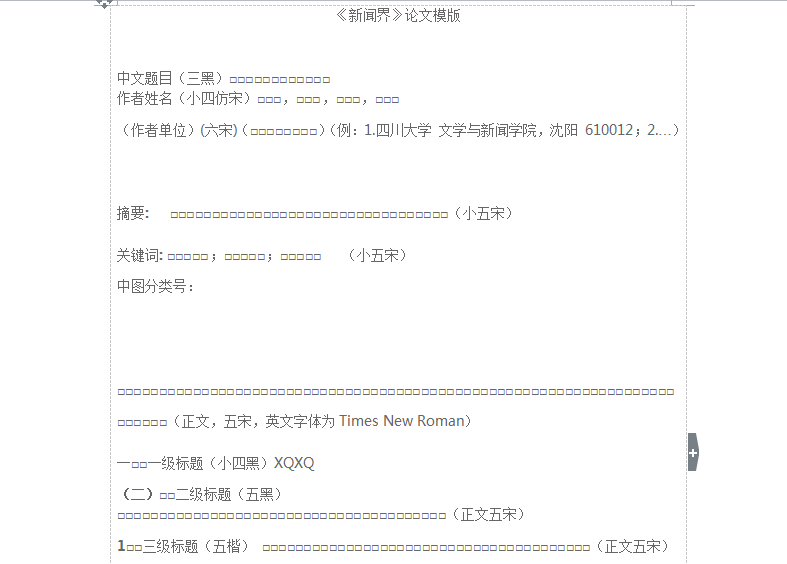 《新闻界》论文模版
中文题目（三黑）□□□□□□□□□□□□
作者姓名（小四仿宋）□□□，□□□，□□□，□□□
（作者单位）(六宋)（□□□□□□□□）（例：1.四川大学 文学与新闻学院，沈阳 610012；2.…）
摘要: □□□□□□□□□□□□□□□□□□□□□□□□□□□□□□□□□（小五宋）
关键词: □□□□□；□□□□□；□□□□□ （小五宋）
中图分类号：
□□□□□□□□□□□□□□□□□□□□□□□□□□□□□□□□□□□□□□□□□□□□□□□□□□□□□□□□□□□□□□□□□□
□□□□□□（正文，五宋，英文字体为 Times New Roman）
一□□一级标题（小四黑）XQXQ
（二）□□二级标题（五黑）
□□□□□□□□□□□□□□□□□□□□□□□□□□□□□□□□□□□□□□□（正文五宋）
1□□三级标题（五楷） □□□□□□□□□□□□□□□□□□□□□□□□□□□□□□□□□□□□□□□（正文五宋）